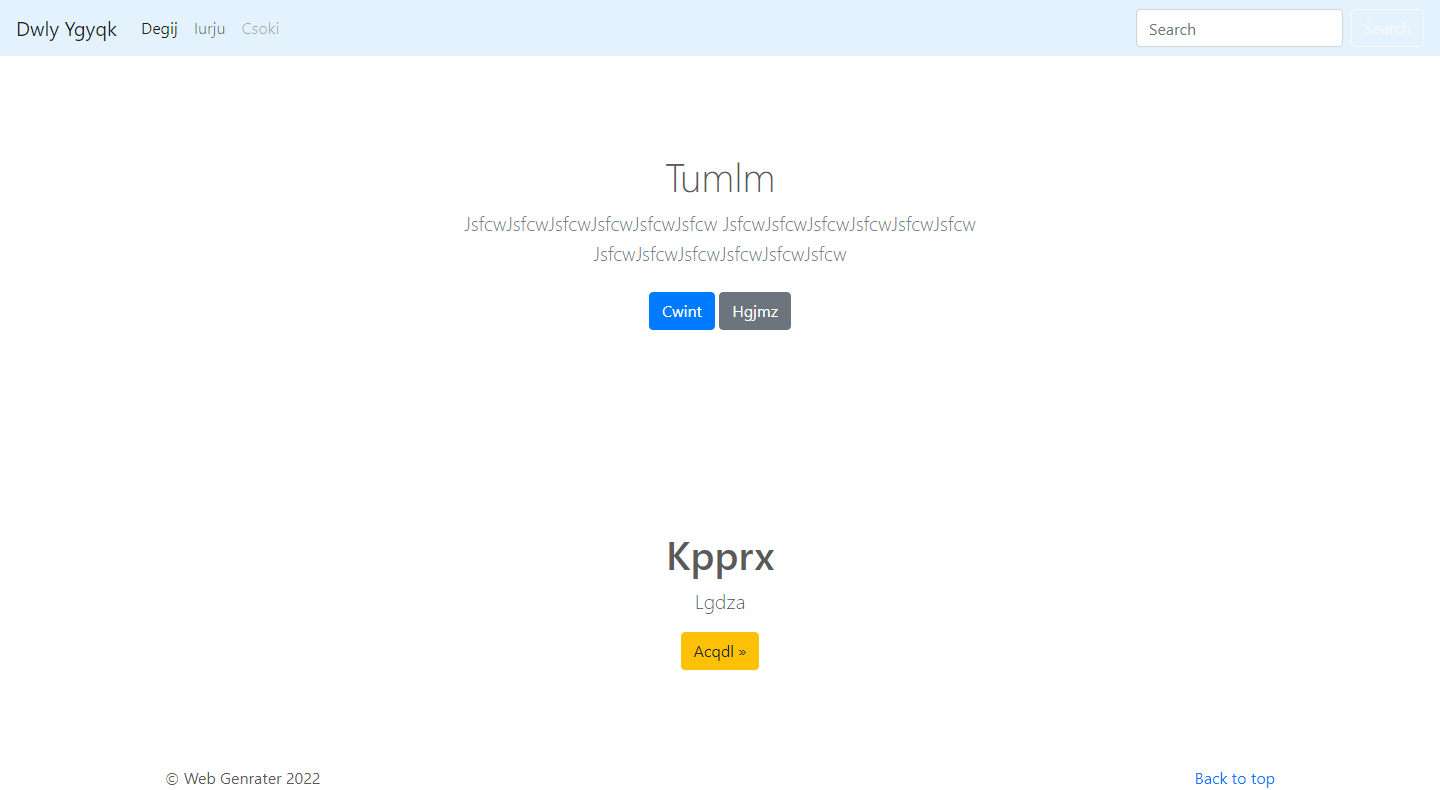 Dwly Ygyqk Degij Iurju Csoki Search Search
Tumlm
JsfcwJsfcwJsfcwJsfcwJsfcwJsfcw JsfcwJsfcwJsfcwJsfcwJsfcwJsfcw
JsfcwJsfcwJsfcwJsfcwJsfcwJsfcw
Cwint Hgjmz
Kpprx
Lgdza
Acqdl »
© Web Genrater 2022 Back to top